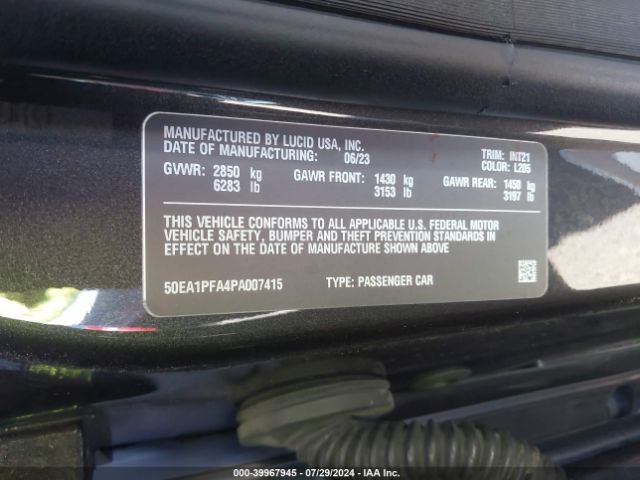 MANUFACTURED BY LUCID USA, INC.
DATE OF MANUFACTURING: 06/23
TRIM: INT21
COLOR: L205
GVWR: 2850 kg
6283 lb
GAWR FRONT: 1430 kg
3153 lb
GAWR REAR: 1450 kg
3197 lb
THIS VEHICLE CONFORMS TO ALL APPLICABLE U.S. FEDERAL MOTOR
VEHICLE SAFETY, BUMPER AND THEFT PREVENTION STANDARDS IN
EFFECT ON THE DATE OF MANUFACTURE SHOWN ABOVE
50EA1PFA4PA007415 TYPE: PASSENGER CAR
000-39967945 - 07/29/2024 - IAA Inc.